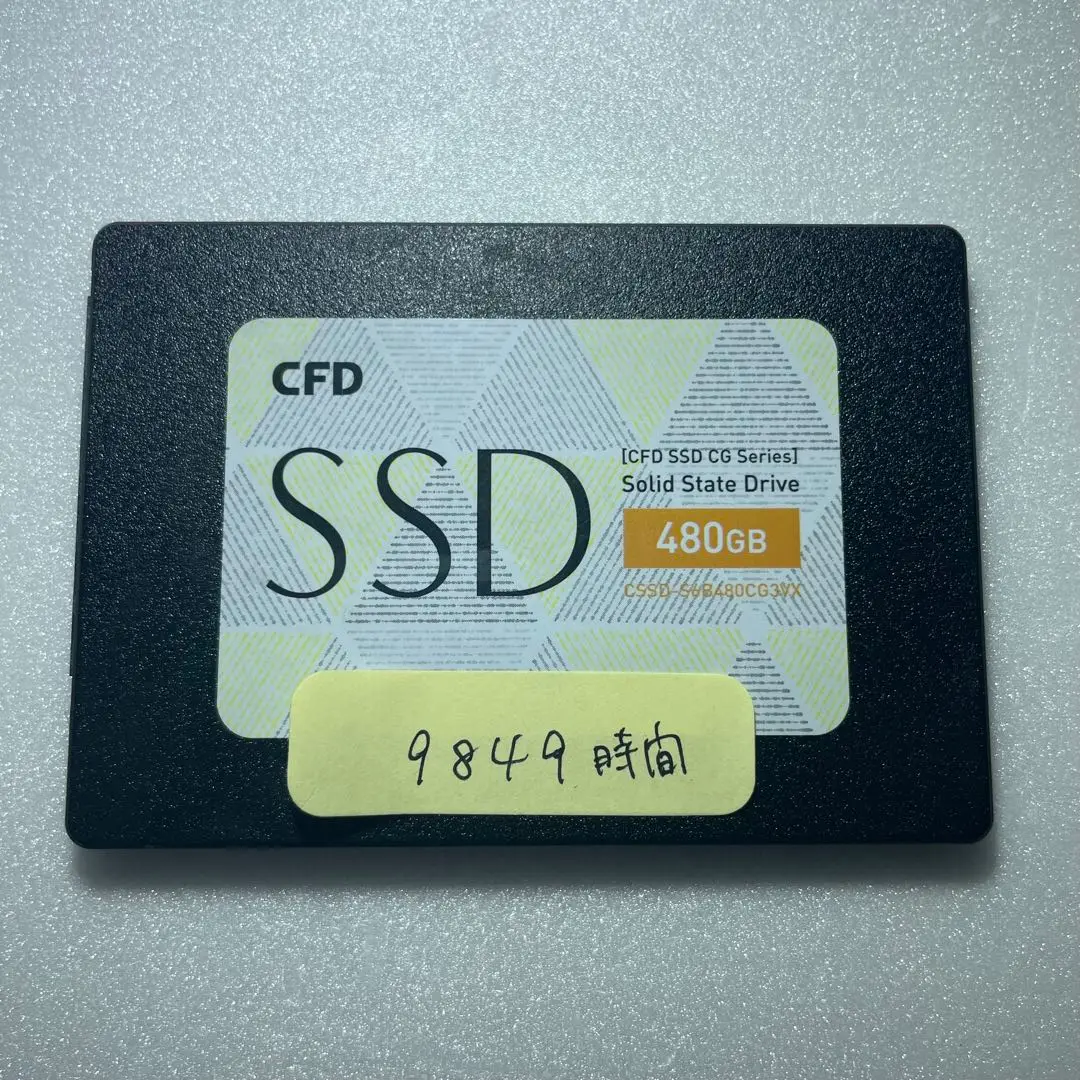 CFD
SSD
[CFD SSD CG Series]
Solid State Drive
480GB
CSSD-S6B480CG3VX
9849時間